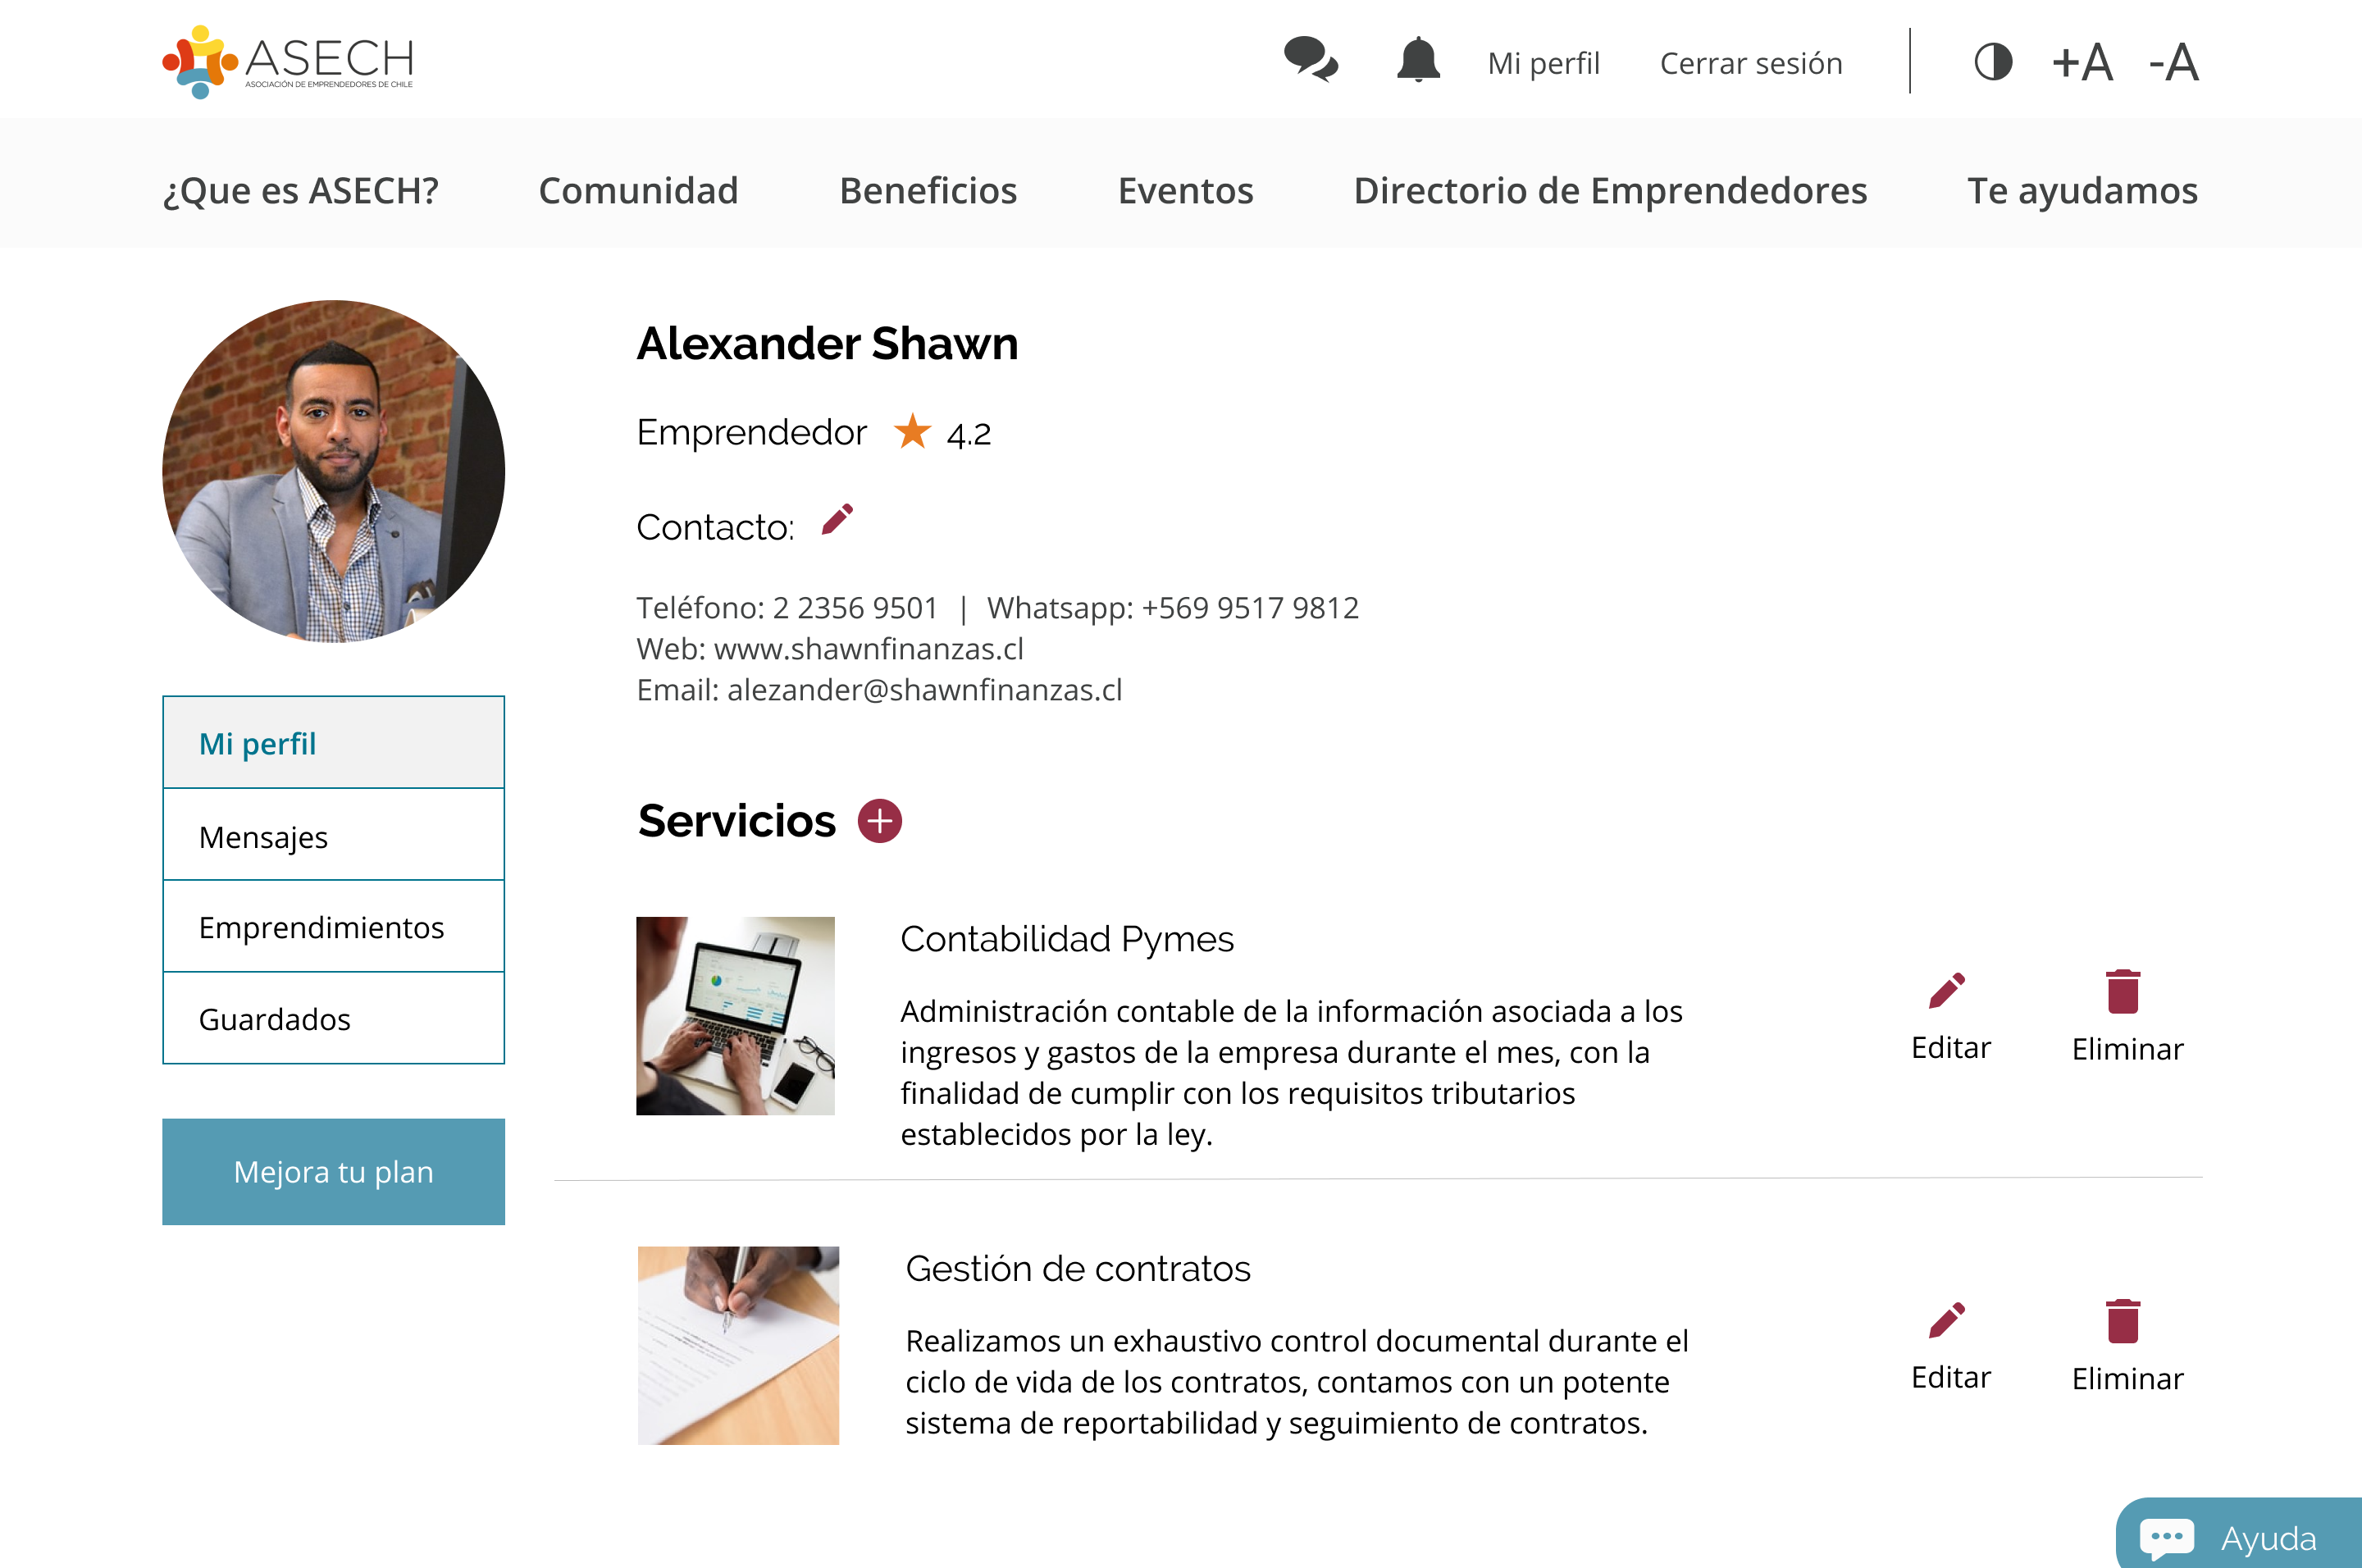 ASECH
ASOCIACIÓN DE EMPRENDEDORES DE CHILE
Mi perfil
Cerrar sesión
+A
-A
¿Que es ASECH?
Comunidad
Beneficios
Eventos
Directorio de Emprendedores
Te ayudamos
Alexander Shawn
Emprendedor 4.2
Contacto:
Teléfono: 2 2356 9501 | Whatsapp: +569 9517 9812
Web: www.shawnfinanzas.cl
Email: alezander@shawnfinanzas.cl
Mi perfil
Mensajes
Emprendimientos
Guardados
Mejora tu plan
Servicios
Contabilidad Pymes
Administración contable de la información asociada a los
ingresos y gastos de la empresa durante el mes, con la
finalidad de cumplir con los requisitos tributarios
establecidos por la ley.
Editar
Eliminar
Gestión de contratos
Realizamos un exhaustivo control documental durante el
ciclo de vida de los contratos, contamos con un potente
sistema de reportabilidad y seguimiento de contratos.
Editar
Eliminar
Ayuda